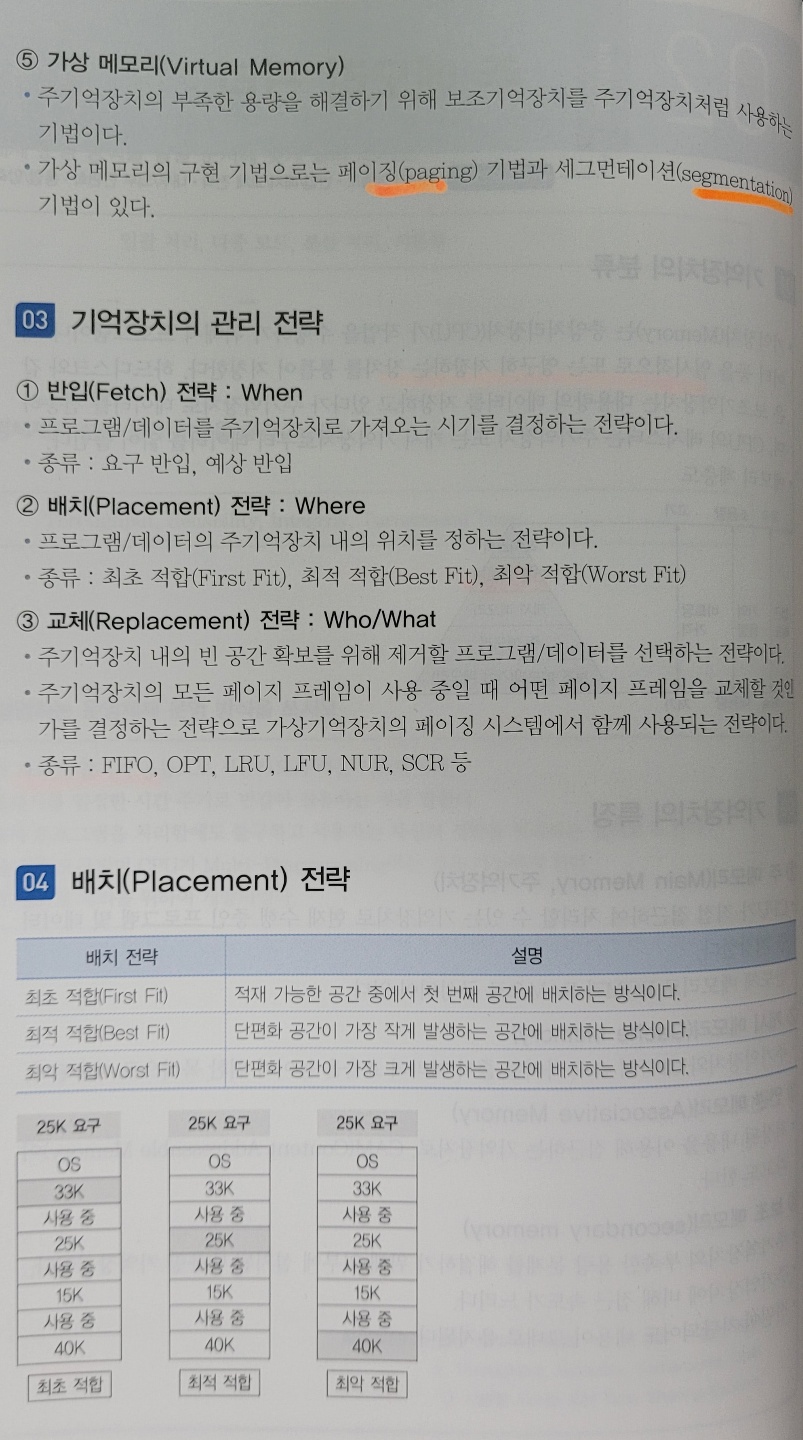 ⑤ 가상 메모리(Virtual Memory)
• 주기억장치의 부족한 용량을 해결하기 위해 보조기억장치를 주기억장치처럼 사용하는
기법이다.
• 가상 메모리의 구현 기법으로는 페이징(paging) 기법과 세그먼테이션(segmentation)
기법이 있다.
03 기억장치의 관리 전략
① 반입(Fetch) 전략 : When
• 프로그램/데이터를 주기억장치로 가져오는 시기를 결정하는 전략이다.
• 종류 : 요구 반입, 예상 반입
② 배치(Placement) 전략 : Where
• 프로그램/데이터의 주기억장치 내의 위치를 정하는 전략이다.
• 종류 : 최초 적합(First Fit), 최적 적합(Best Fit), 최악 적합(Worst Fit)
③ 교체(Replacement) 전략 : Who/What
• 주기억장치 내의 빈 공간 확보를 위해 제거할 프로그램/데이터를 선택하는 전략이다.
• 주기억장치의 모든 페이지 프레임이 사용 중일 때 어떤 페이지 프레임을 교체할 것인
가를 결정하는 전략으로 가상기억장치의 페이징 시스템에서 함께 사용되는 전략이다.
• 종류 : FIFO, OPT, LRU, LFU, NUR, SCR 등
04 배치(Placement) 전략
배치 전략 설명
최초 적합(First Fit) 적재 가능한 공간 중에서 첫 번째 공간에 배치하는 방식이다.
최적 적합(Best Fit) 단편화 공간이 가장 작게 발생하는 공간에 배치하는 방식이다.
최악 적합(Worst Fit) 단편화 공간이 가장 크게 발생하는 공간에 배치하는 방식이다.
25K 요구 25K 요구 25K 요구
OS OS OS
33K 33K 33K
사용 중 사용 중 사용 중
25K 25K 25K
사용 중 사용 중 사용 중
15K 15K 15K
사용 중 사용 중 사용 중
40K 40K 40K
최초 적합 최적 적합 최악 적합